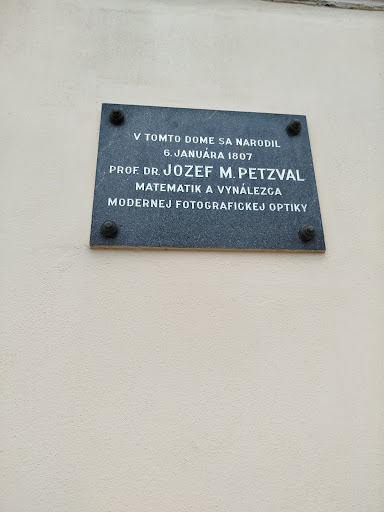 V TOMTO DOME SA NARODIL
6. JANUÁRA 1807
PROF. DR. JOZEF M. PETZVAL
MATEMATIK A VYNÁLEZCA
MODERNEJ FOTOGRAFICKEJ OPTIKY